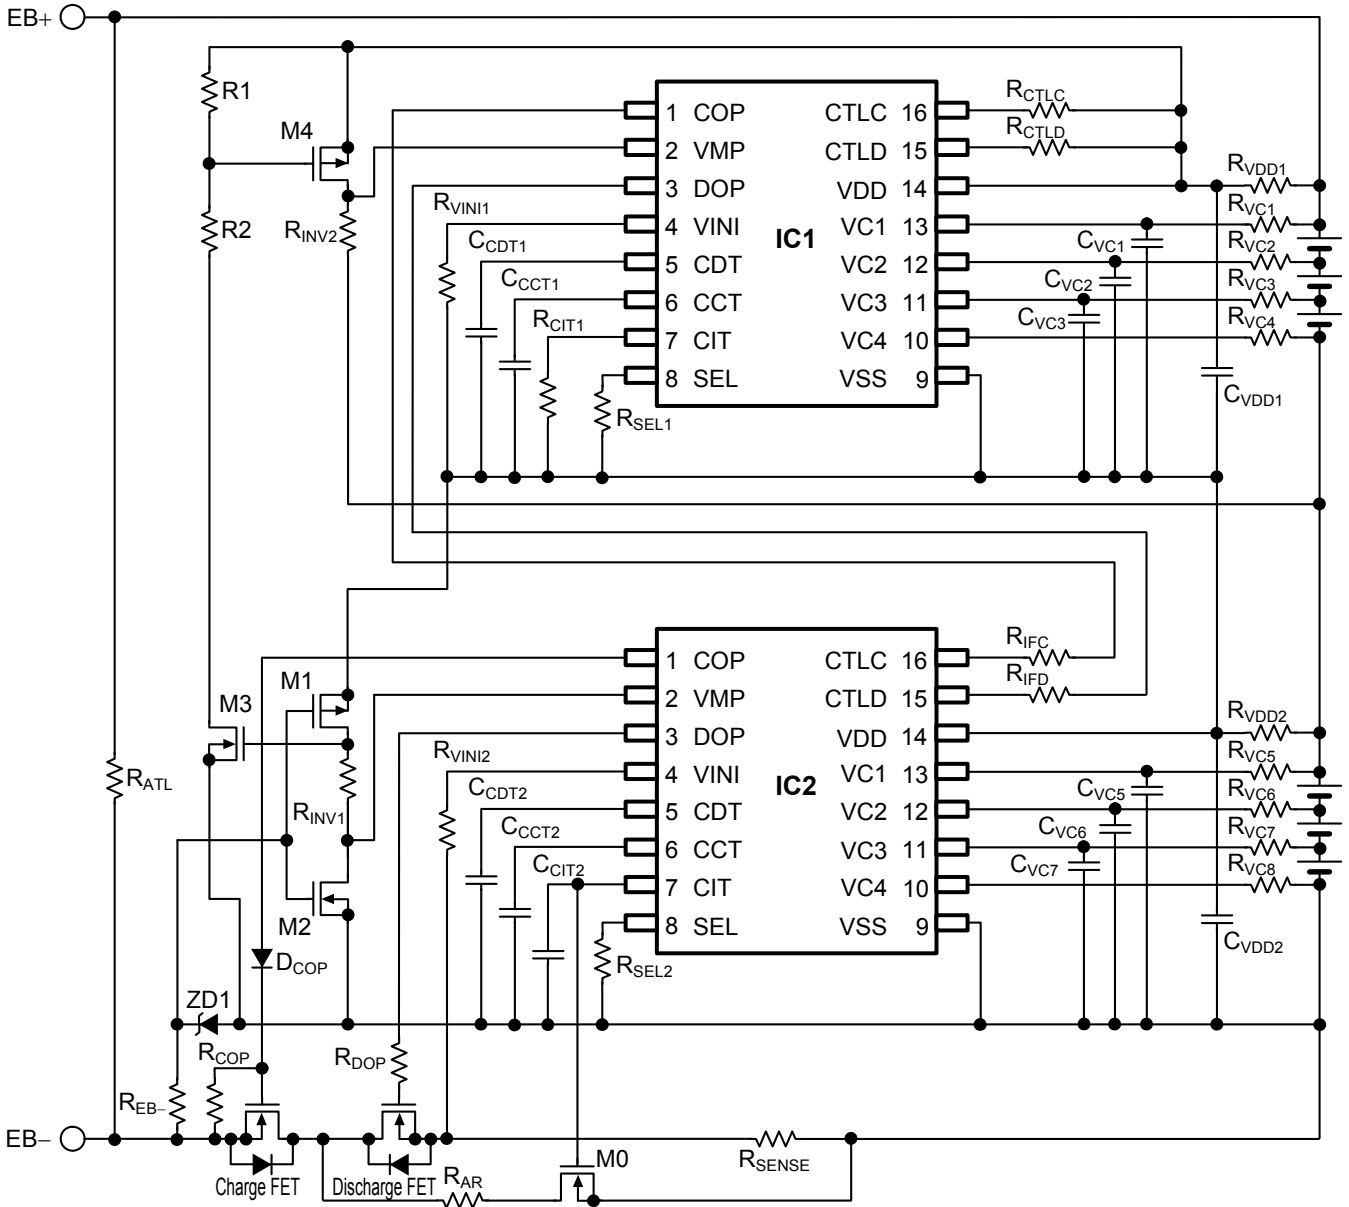 EB+
R1
M4
R2
RINV2
RVINI1
CCDT1
CCCT1
RCIT1
RSEL1
1 COP
2 VMP
3 DOP
4 VINI
5 CDT
6 CCT
7 CIT
8 SEL
IC1
CTLC 16
CTLD 15
VDD 14
VC1 13
VC2 12
VC3 11
VC4 10
VSS 9
RCTLC
RCTLD
RVDD1
RVC1
RVC2
RVC3
RVC4
CVC1
CVC2
CVC3
CVDD1
M1
M3
RATL
RINV1
M2
DCOP
ZD1
RVINI2
CCDT2
CCCT2
CCIT2
RSEL2
1 COP
2 VMP
3 DOP
4 VINI
5 CDT
6 CCT
7 CIT
8 SEL
IC2
CTLC 16
CTLD 15
VDD 14
VC1 13
VC2 12
VC3 11
VC4 10
VSS 9
RIFC
RIFD
RVDD2
RVC5
RVC6
RVC7
RVC8
CVC5
CVC6
CVC7
CVDD2
RCOP
RDOP
REB−
EB−
Charge FET
Discharge FET
RAR
M0
RSENSE